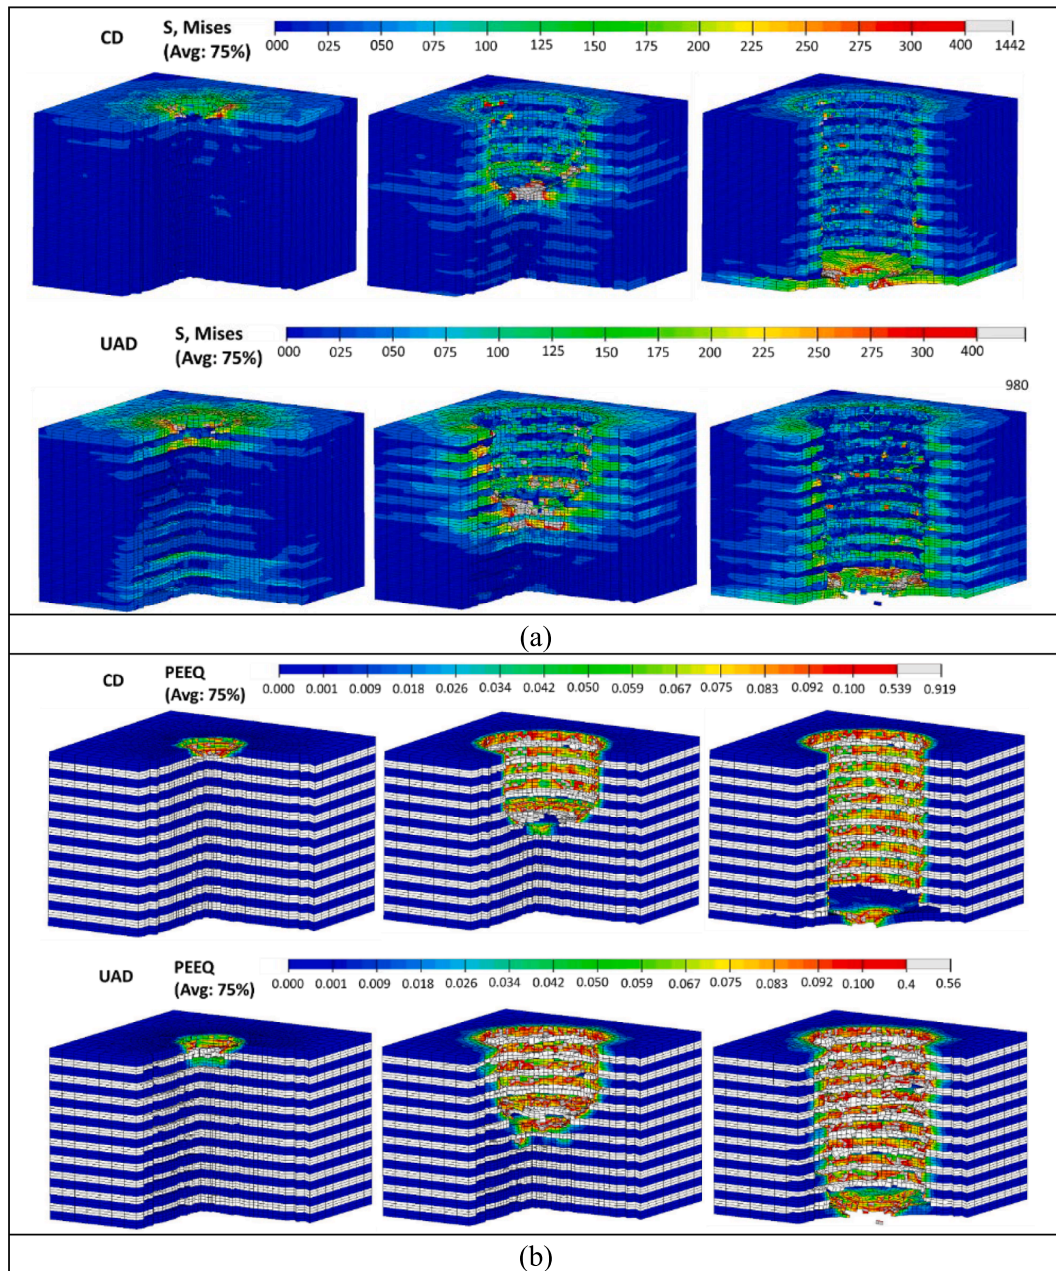 CD S, Mises
(Avg: 75%)
000 025 050 075 100 125 150 175 200 225 250 275 300 400 1442
UAD S, Mises
(Avg: 75%)
000 025 050 075 100 125 150 175 200 225 250 275 300 400
980
(a)
CD PEEQ
(Avg: 75%)
0.000 0.001 0.009 0.018 0.026 0.034 0.042 0.050 0.059 0.067 0.075 0.083 0.092 0.100 0.539 0.919
UAD PEEQ
(Avg: 75%)
0.000 0.001 0.009 0.018 0.026 0.034 0.042 0.050 0.059 0.067 0.075 0.083 0.092 0.100 0.4 0.56
(b)